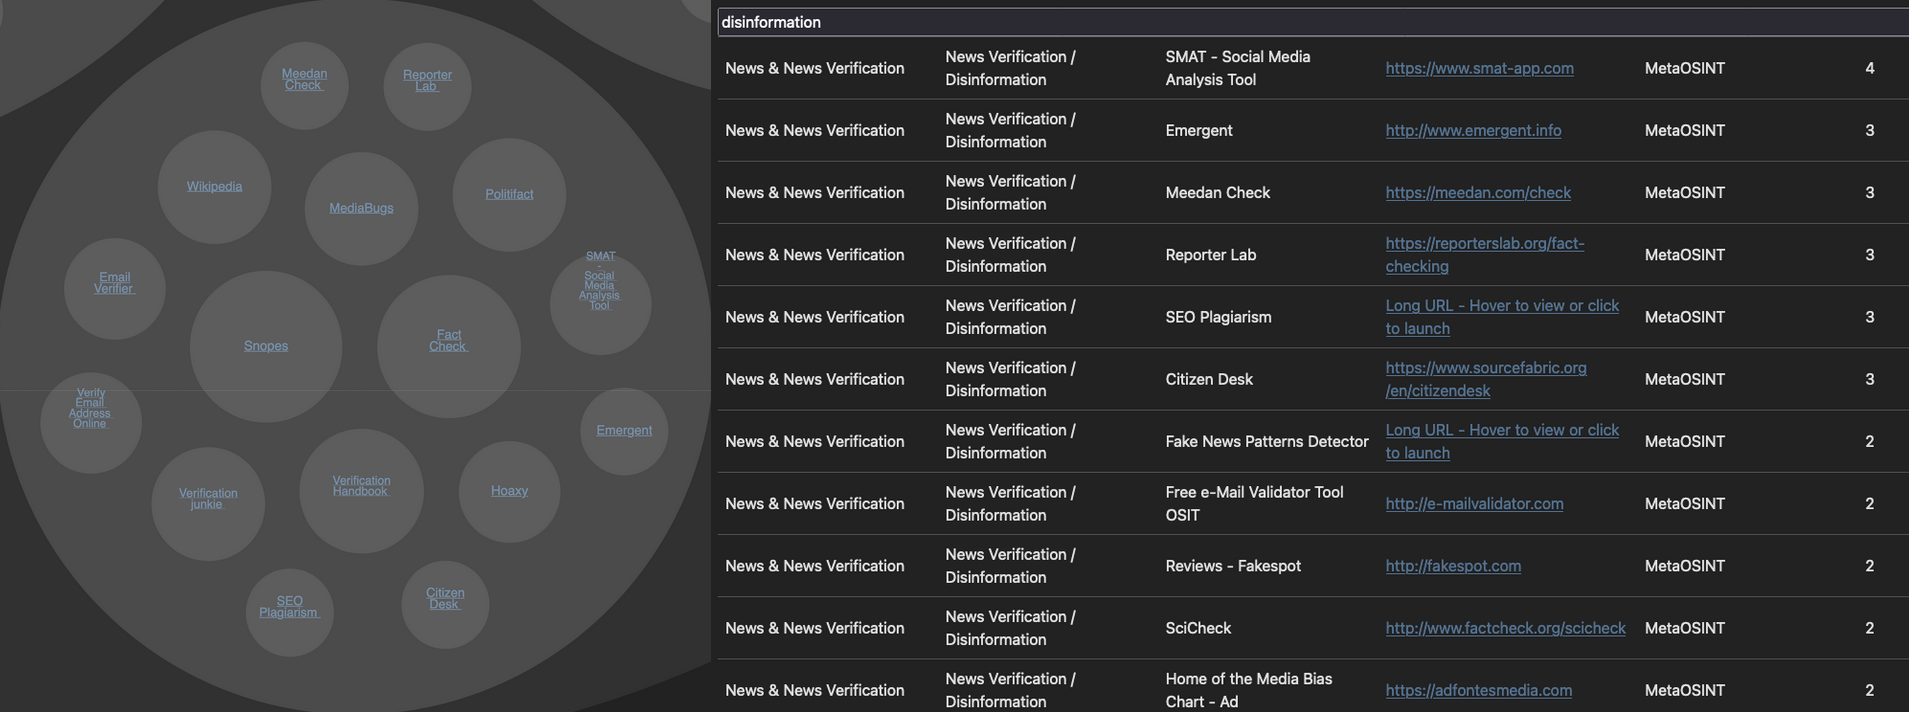 Meedan
Check
Reporter
Lab
Wikipedia
MediaBugs
Politifact
Email
Verifier
SMAT
-
Social
Media
Analysis
Tool
Snopes
Fact
Check
Verify
Email
Address
Online
Emergent
Verification
junkie
Verification
Handbook
Hoaxy
SEO
Plagiarism
Citizen
Desk
disinformation
News & News Verification
News Verification /
Disinformation
SMAT - Social Media
Analysis Tool
https://www.smat-app.com
MetaOSINT
4
News & News Verification
News Verification /
Disinformation
Emergent
http://www.emergent.info
MetaOSINT
3
News & News Verification
News Verification /
Disinformation
Meedan Check
https://meedan.com/check
MetaOSINT
3
News & News Verification
News Verification /
Disinformation
Reporter Lab
https://reporterslab.org/fact-
checking
MetaOSINT
3
News & News Verification
News Verification /
Disinformation
SEO Plagiarism
Long URL - Hover to view or click
to launch
MetaOSINT
3
News & News Verification
News Verification /
Disinformation
Citizen Desk
https://www.sourcefabric.org
/en/citizendesk
MetaOSINT
3
News & News Verification
News Verification /
Disinformation
Fake News Patterns Detector
Long URL - Hover to view or click
to launch
MetaOSINT
2
News & News Verification
News Verification /
Disinformation
Free e-Mail Validator Tool
OSIT
http://e-mailvalidator.com
MetaOSINT
2
News & News Verification
News Verification /
Disinformation
Reviews - Fakespot
http://fakespot.com
MetaOSINT
2
News & News Verification
News Verification /
Disinformation
SciCheck
http://www.factcheck.org/scicheck
MetaOSINT
2
News & News Verification
News Verification /
Disinformation
Home of the Media Bias
Chart - Ad
https://adfontesmedia.com
MetaOSINT
2